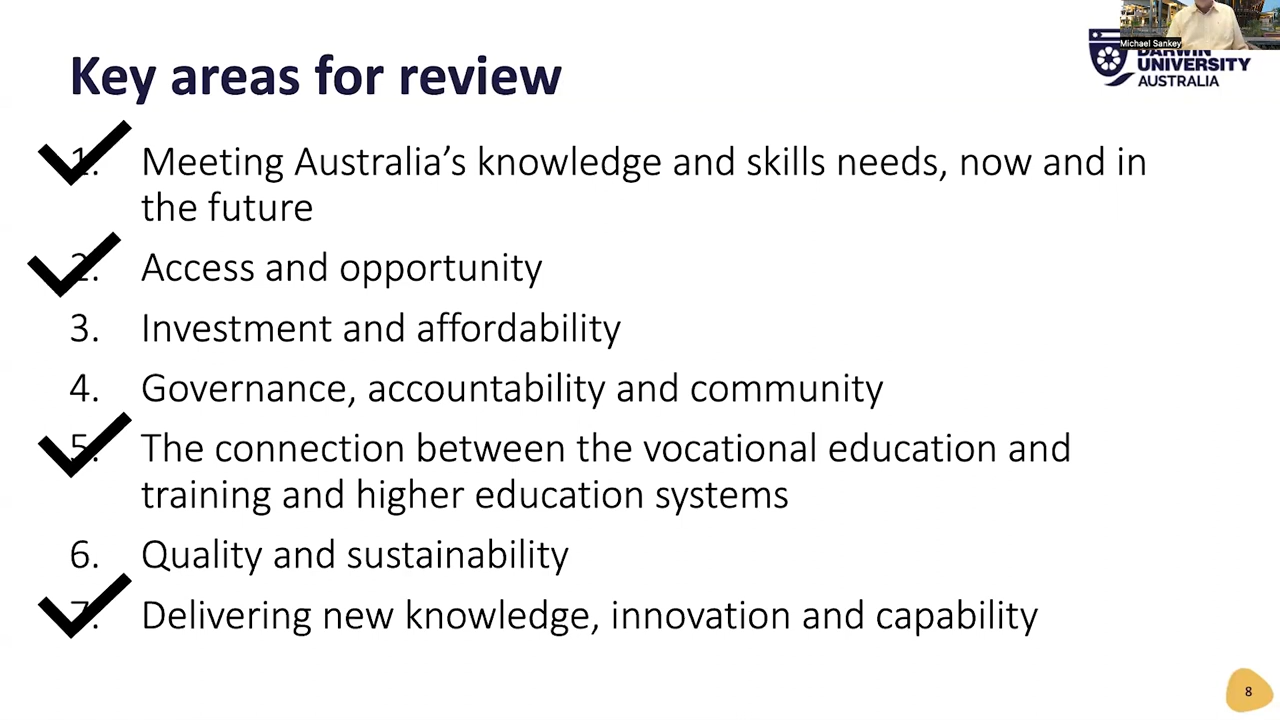 Key areas for review
Michael Sankey
DARWIN
UNIVERSITY
AUSTRALIA
1. Meeting Australia's knowledge and skills needs, now and in
the future
2. Access and opportunity
3. Investment and affordability
4. Governance, accountability and community
5. The connection between the vocational education and
training and higher education systems
6. Quality and sustainability
7. Delivering new knowledge, innovation and capability
8